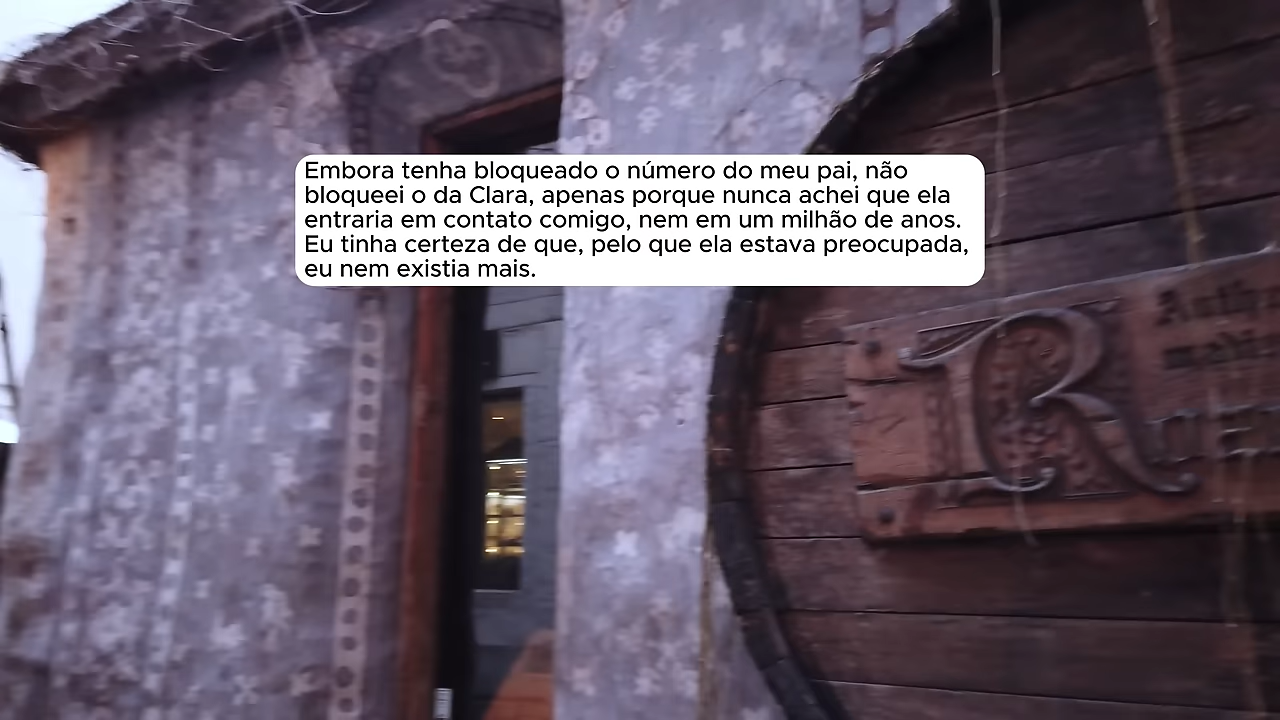 Embora tenha bloqueado o número do meu pai, não
bloqueei o da Clara, apenas porque nunca achei que ela
entraria em contato comigo, nem em um milhão de anos.
Eu tinha certeza de que, pelo que ela estava preocupada,
eu nem existia mais.
R